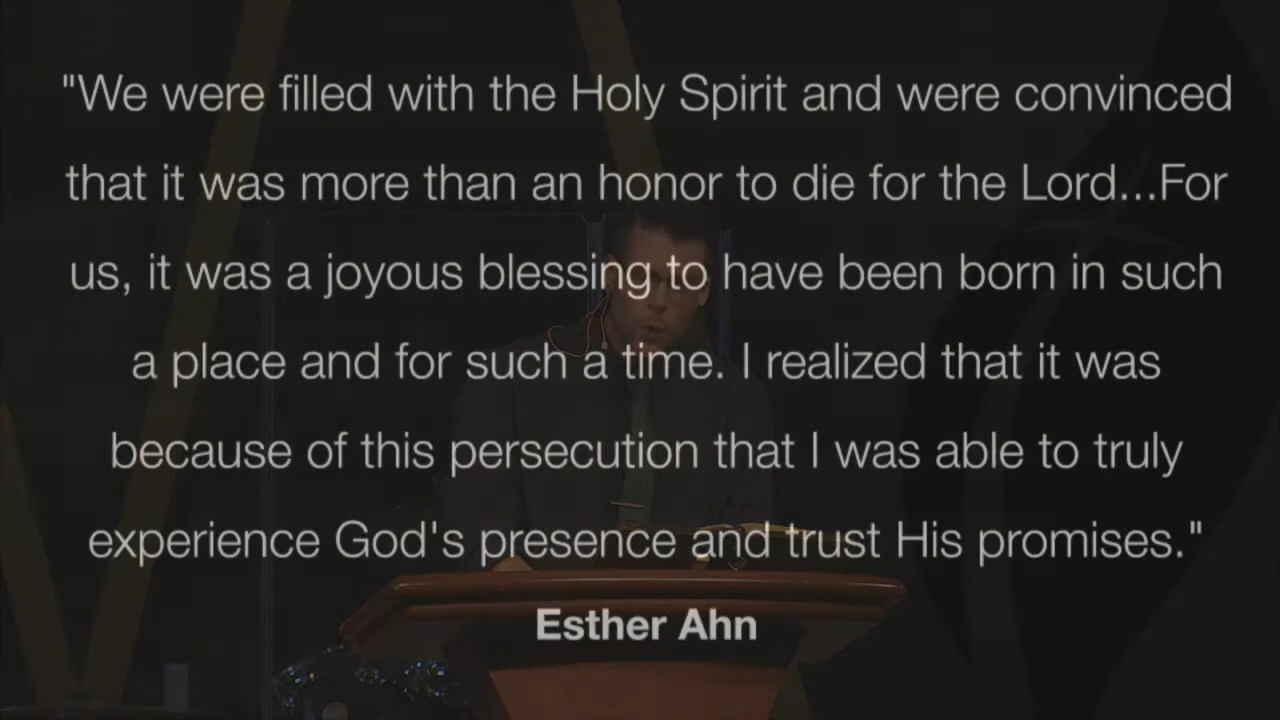 "We were filled with the Holy Spirit and were convinced
that it was more than an honor to die for the Lord...For
us, it was a joyous blessing to have been born in such
a place and for such a time. I realized that it was
because of this persecution that I was able to truly
experience God's presence and trust His promises."
Esther Ahn